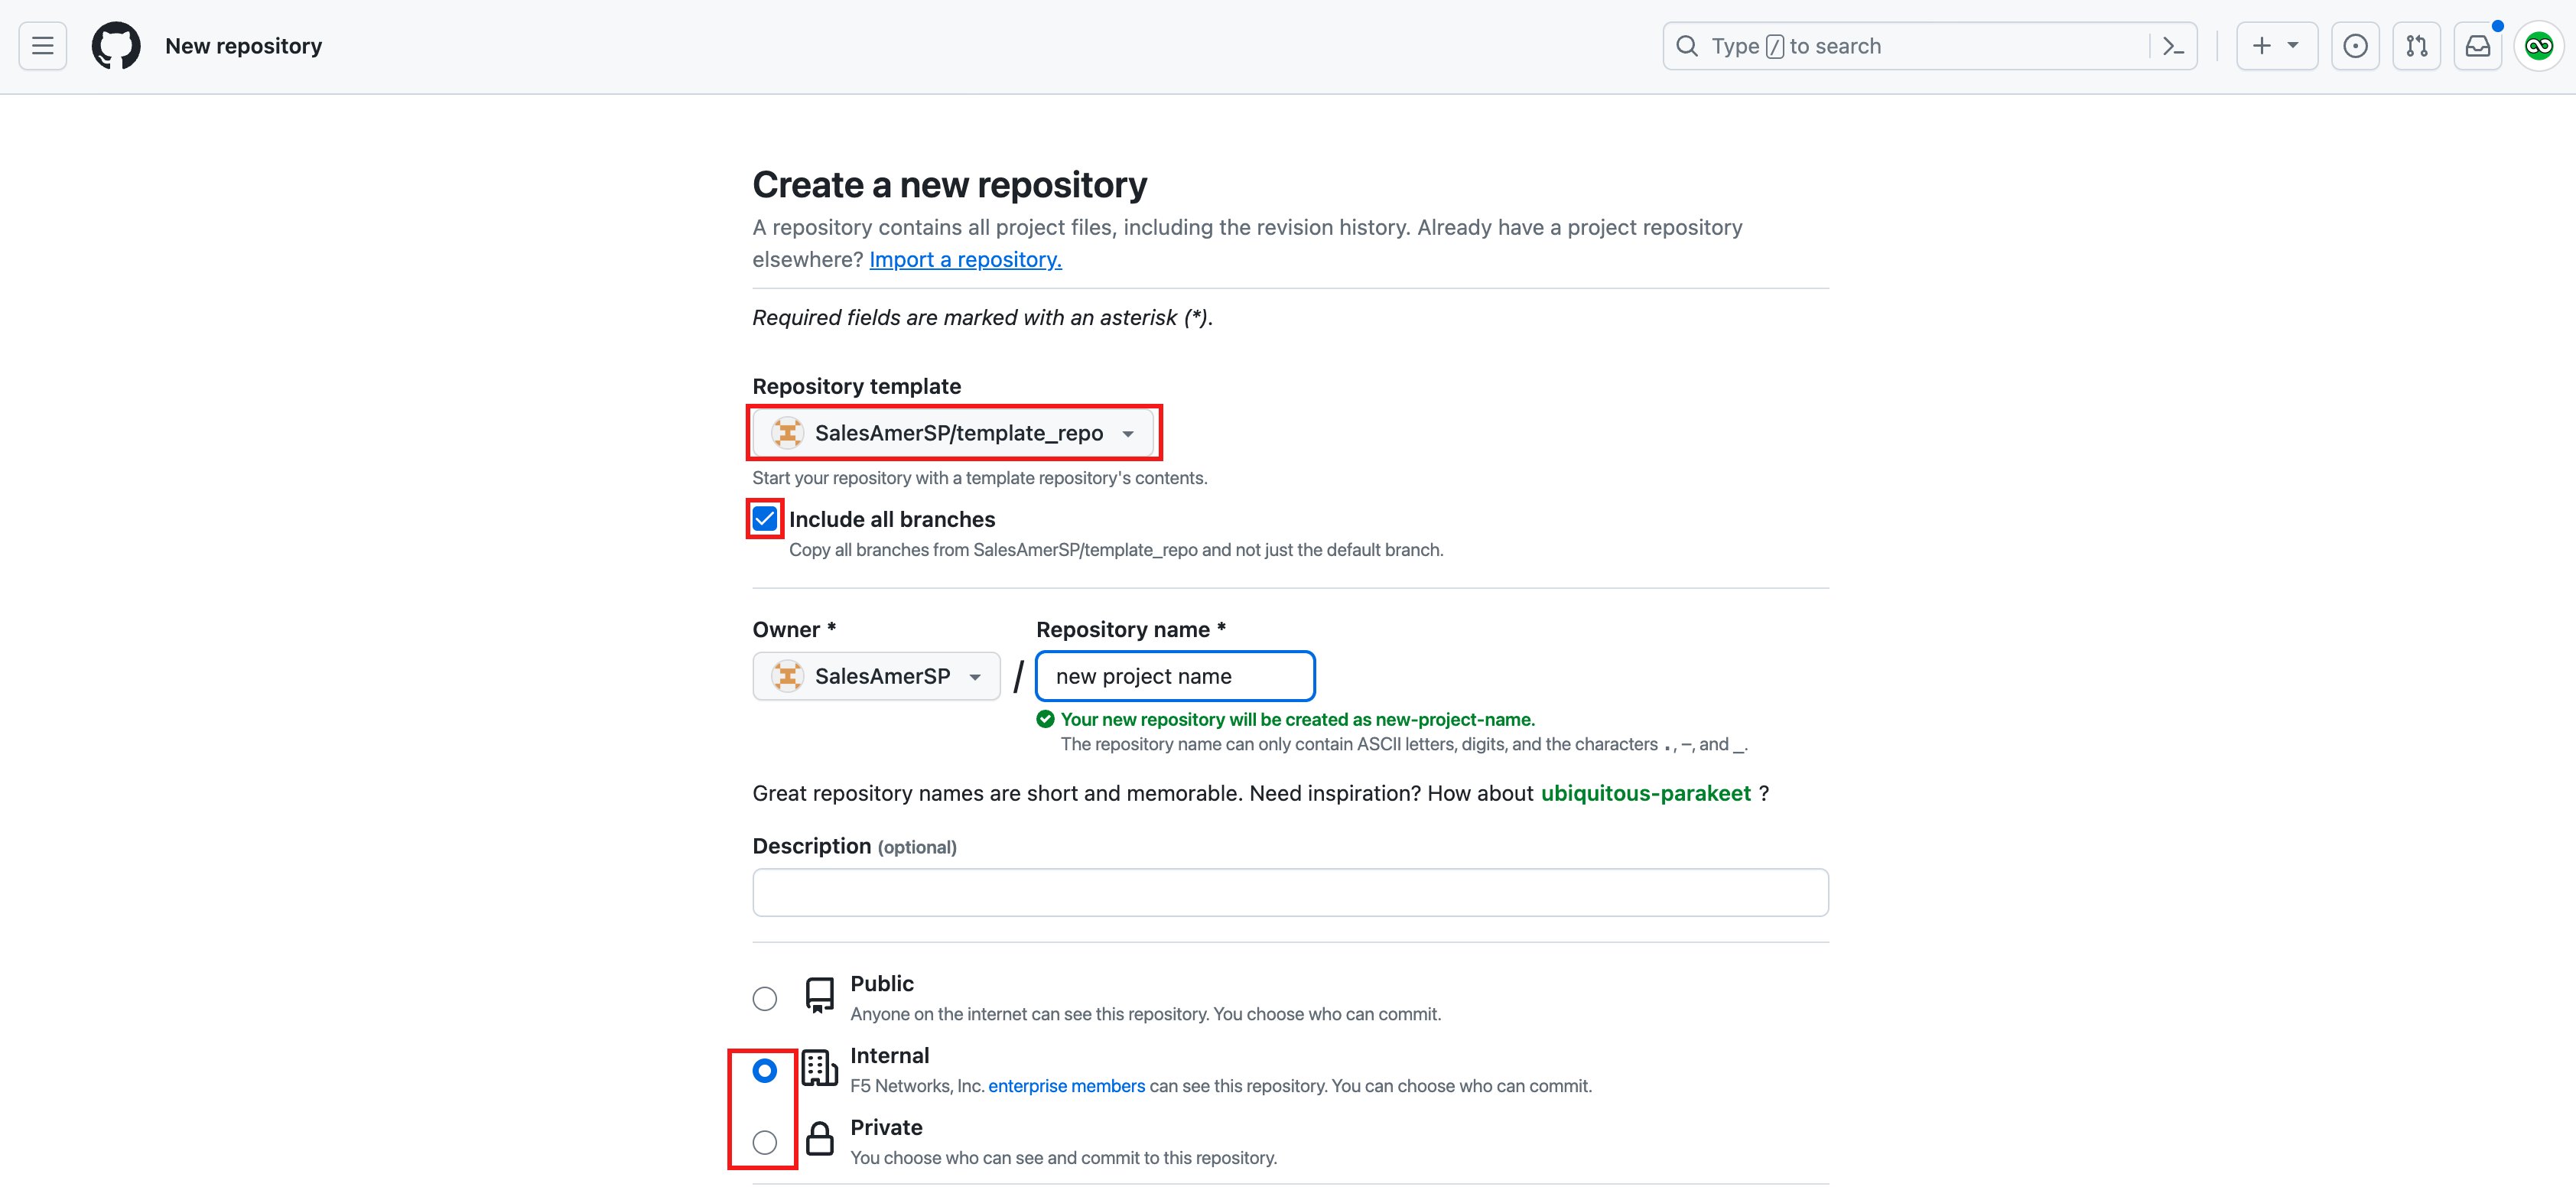 New repository
Type / to search
Create a new repository
A repository contains all project files, including the revision history. Already have a project repository
elsewhere? Import a repository.
Required fields are marked with an asterisk (*).
Repository template
SalesAmerSP/template_repo
Start your repository with a template repository's contents.
Include all branches
Copy all branches from SalesAmerSP/template_repo and not just the default branch.
Owner * Repository name *
SalesAmerSP / new project name
Your new repository will be created as new-project-name.
The repository name can only contain ASCII letters, digits, and the characters ., -, and _.
Great repository names are short and memorable. Need inspiration? How about ubiquitous-parakeet ?
Description (optional)
Public
Anyone on the internet can see this repository. You choose who can commit.
Internal
F5 Networks, Inc. enterprise members can see this repository. You can choose who can commit.
Private
You choose who can see and commit to this repository.